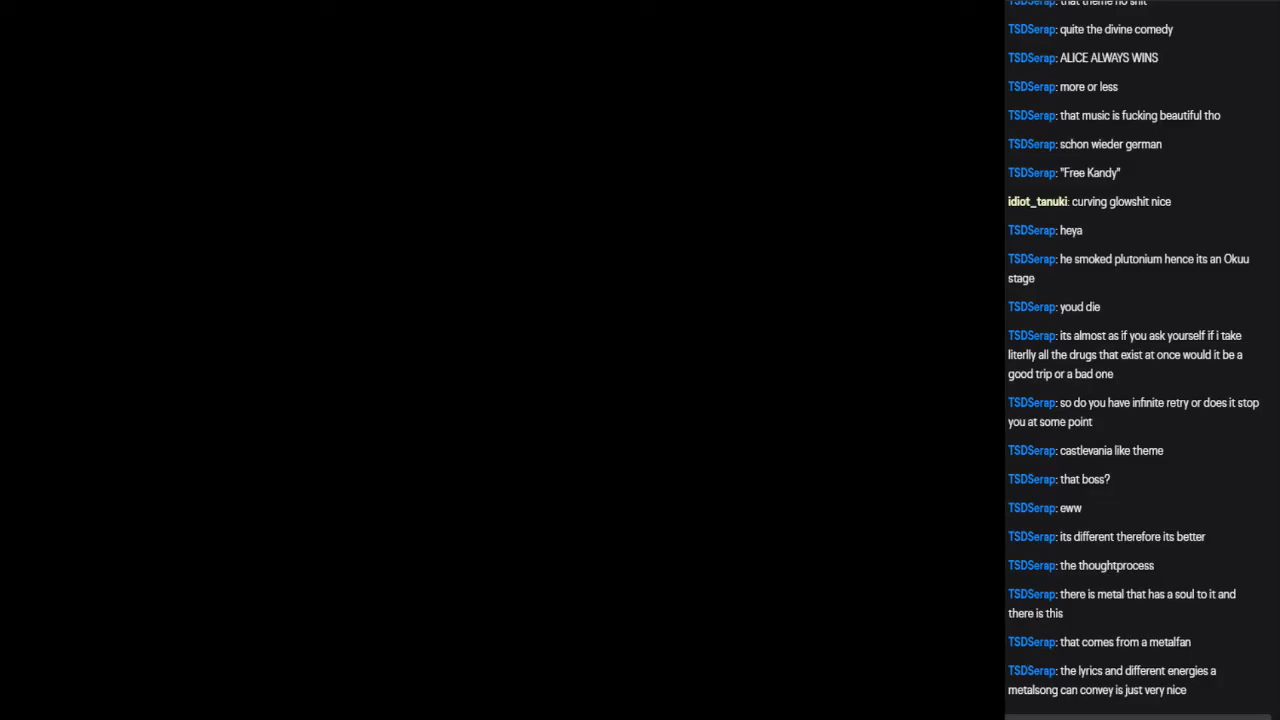 TSDSerap: that theme no shit
TSDSerap: quite the divine comedy
TSDSerap: ALICE ALWAYS WINS
TSDSerap: more or less
TSDSerap: that music is fucking beautiful tho
TSDSerap: schon wieder german
TSDSerap: "Free Kandy"
idiot_tanuki: curving glowshit nice
TSDSerap: heya
TSDSerap: he smoked plutonium hence its an Okuu
stage
TSDSerap: youd die
TSDSerap: its almost as if you ask yourself if i take
literlly all the drugs that exist at once would it be a
good trip or a bad one
TSDSerap: so do you have infinite retry or does it stop
you at some point
TSDSerap: castlevania like theme
TSDSerap: that boss?
TSDSerap: eww
TSDSerap: its different therefore its better
TSDSerap: the thoughtprocess
TSDSerap: there is metal that has a soul to it and
there is this
TSDSerap: that comes from a metalfan
TSDSerap: the lyrics and different energies a
metalsong can convey is just very nice